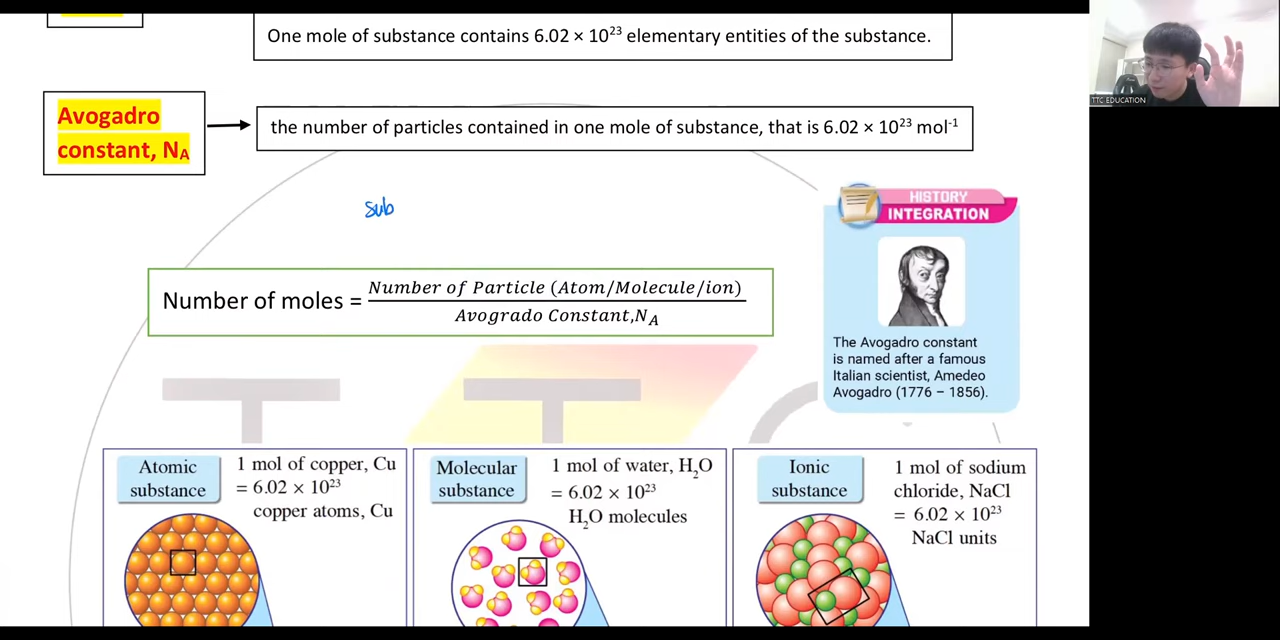 One mole of substance contains 6.02 × 10²³ elementary entities of the substance.
Avogadro
constant, Nᴀ
the number of particles contained in one mole of substance, that is 6.02 × 10²³ mol⁻¹
TTC EDUCATION
sub
HISTORY
INTEGRATION
Number of moles = Number of Particle (Atom/Molecule/ion)
Avogrado Constant,N_A
The Avogadro constant
is named after a famous
Italian scientist, Amedeo
Avogadro (1776 – 1856).
T T C
Atomic
substance
1 mol of copper, Cu
= 6.02 × 10²³
copper atoms, Cu
Molecular
substance
1 mol of water, H₂O
= 6.02 × 10²³
H₂O molecules
Ionic
substance
1 mol of sodium
chloride, NaCl
= 6.02 × 10²³
NaCl units